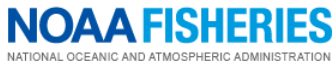 NOAA FISHERIES
NATIONAL OCEANIC AND ATMOSPHERIC ADMINISTRATION